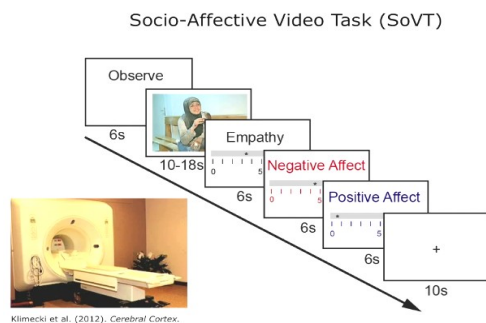 Socio-Affective Video Task (SoVT)
Observe
6s
10-18s
Empathy
0 5
6s
Negative Affect
0 5
6s
Positive Affect
0 5
6s
+
10s
Klimecki et al. (2012). Cerebral Cortex.